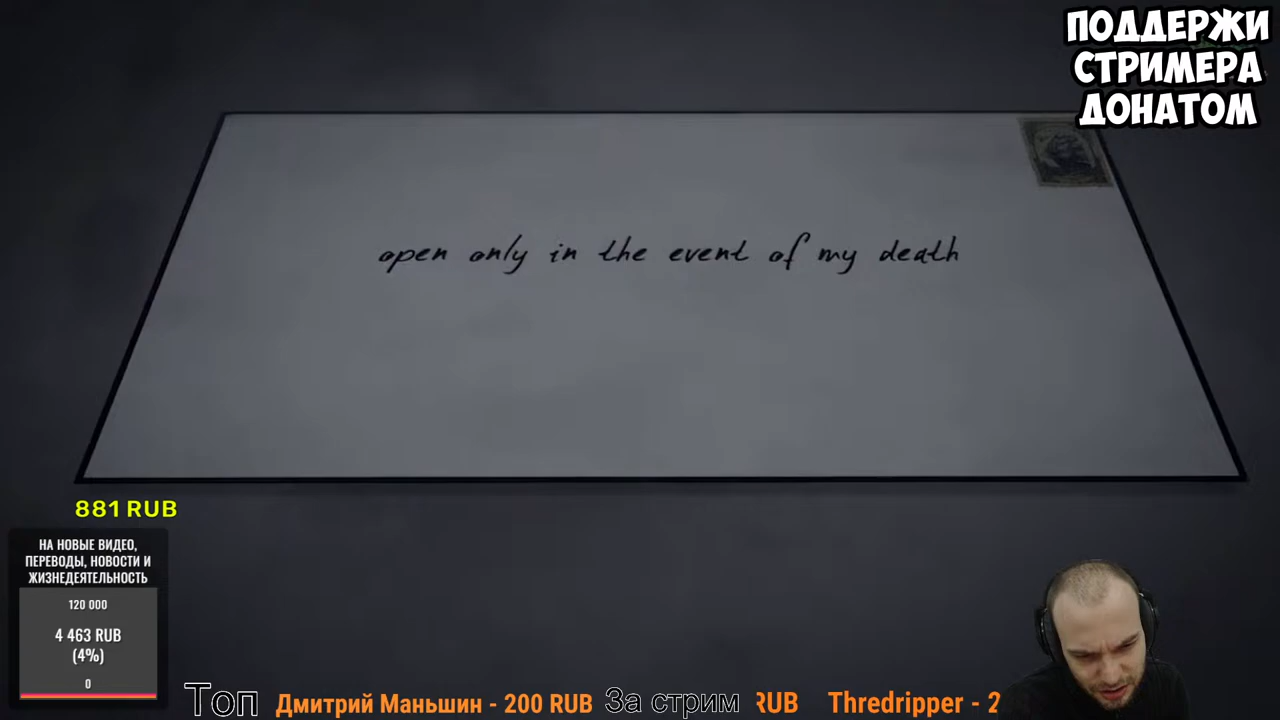 ПОДДЕРЖИ
СТРИМЕРА
ДОНАТОМ
open only in the event of my death
881 RUB
НА НОВЫЕ ВИДЕО,
ПЕРЕВОДЫ, НОВОСТИ И
ЖИЗНЕДЕЯТЕЛЬНОСТЬ
120 000
4 463 RUB
(4%)
0
Топ Дмитрий Маньшин - 200 RUB За стрим RUB Thredripper - 2